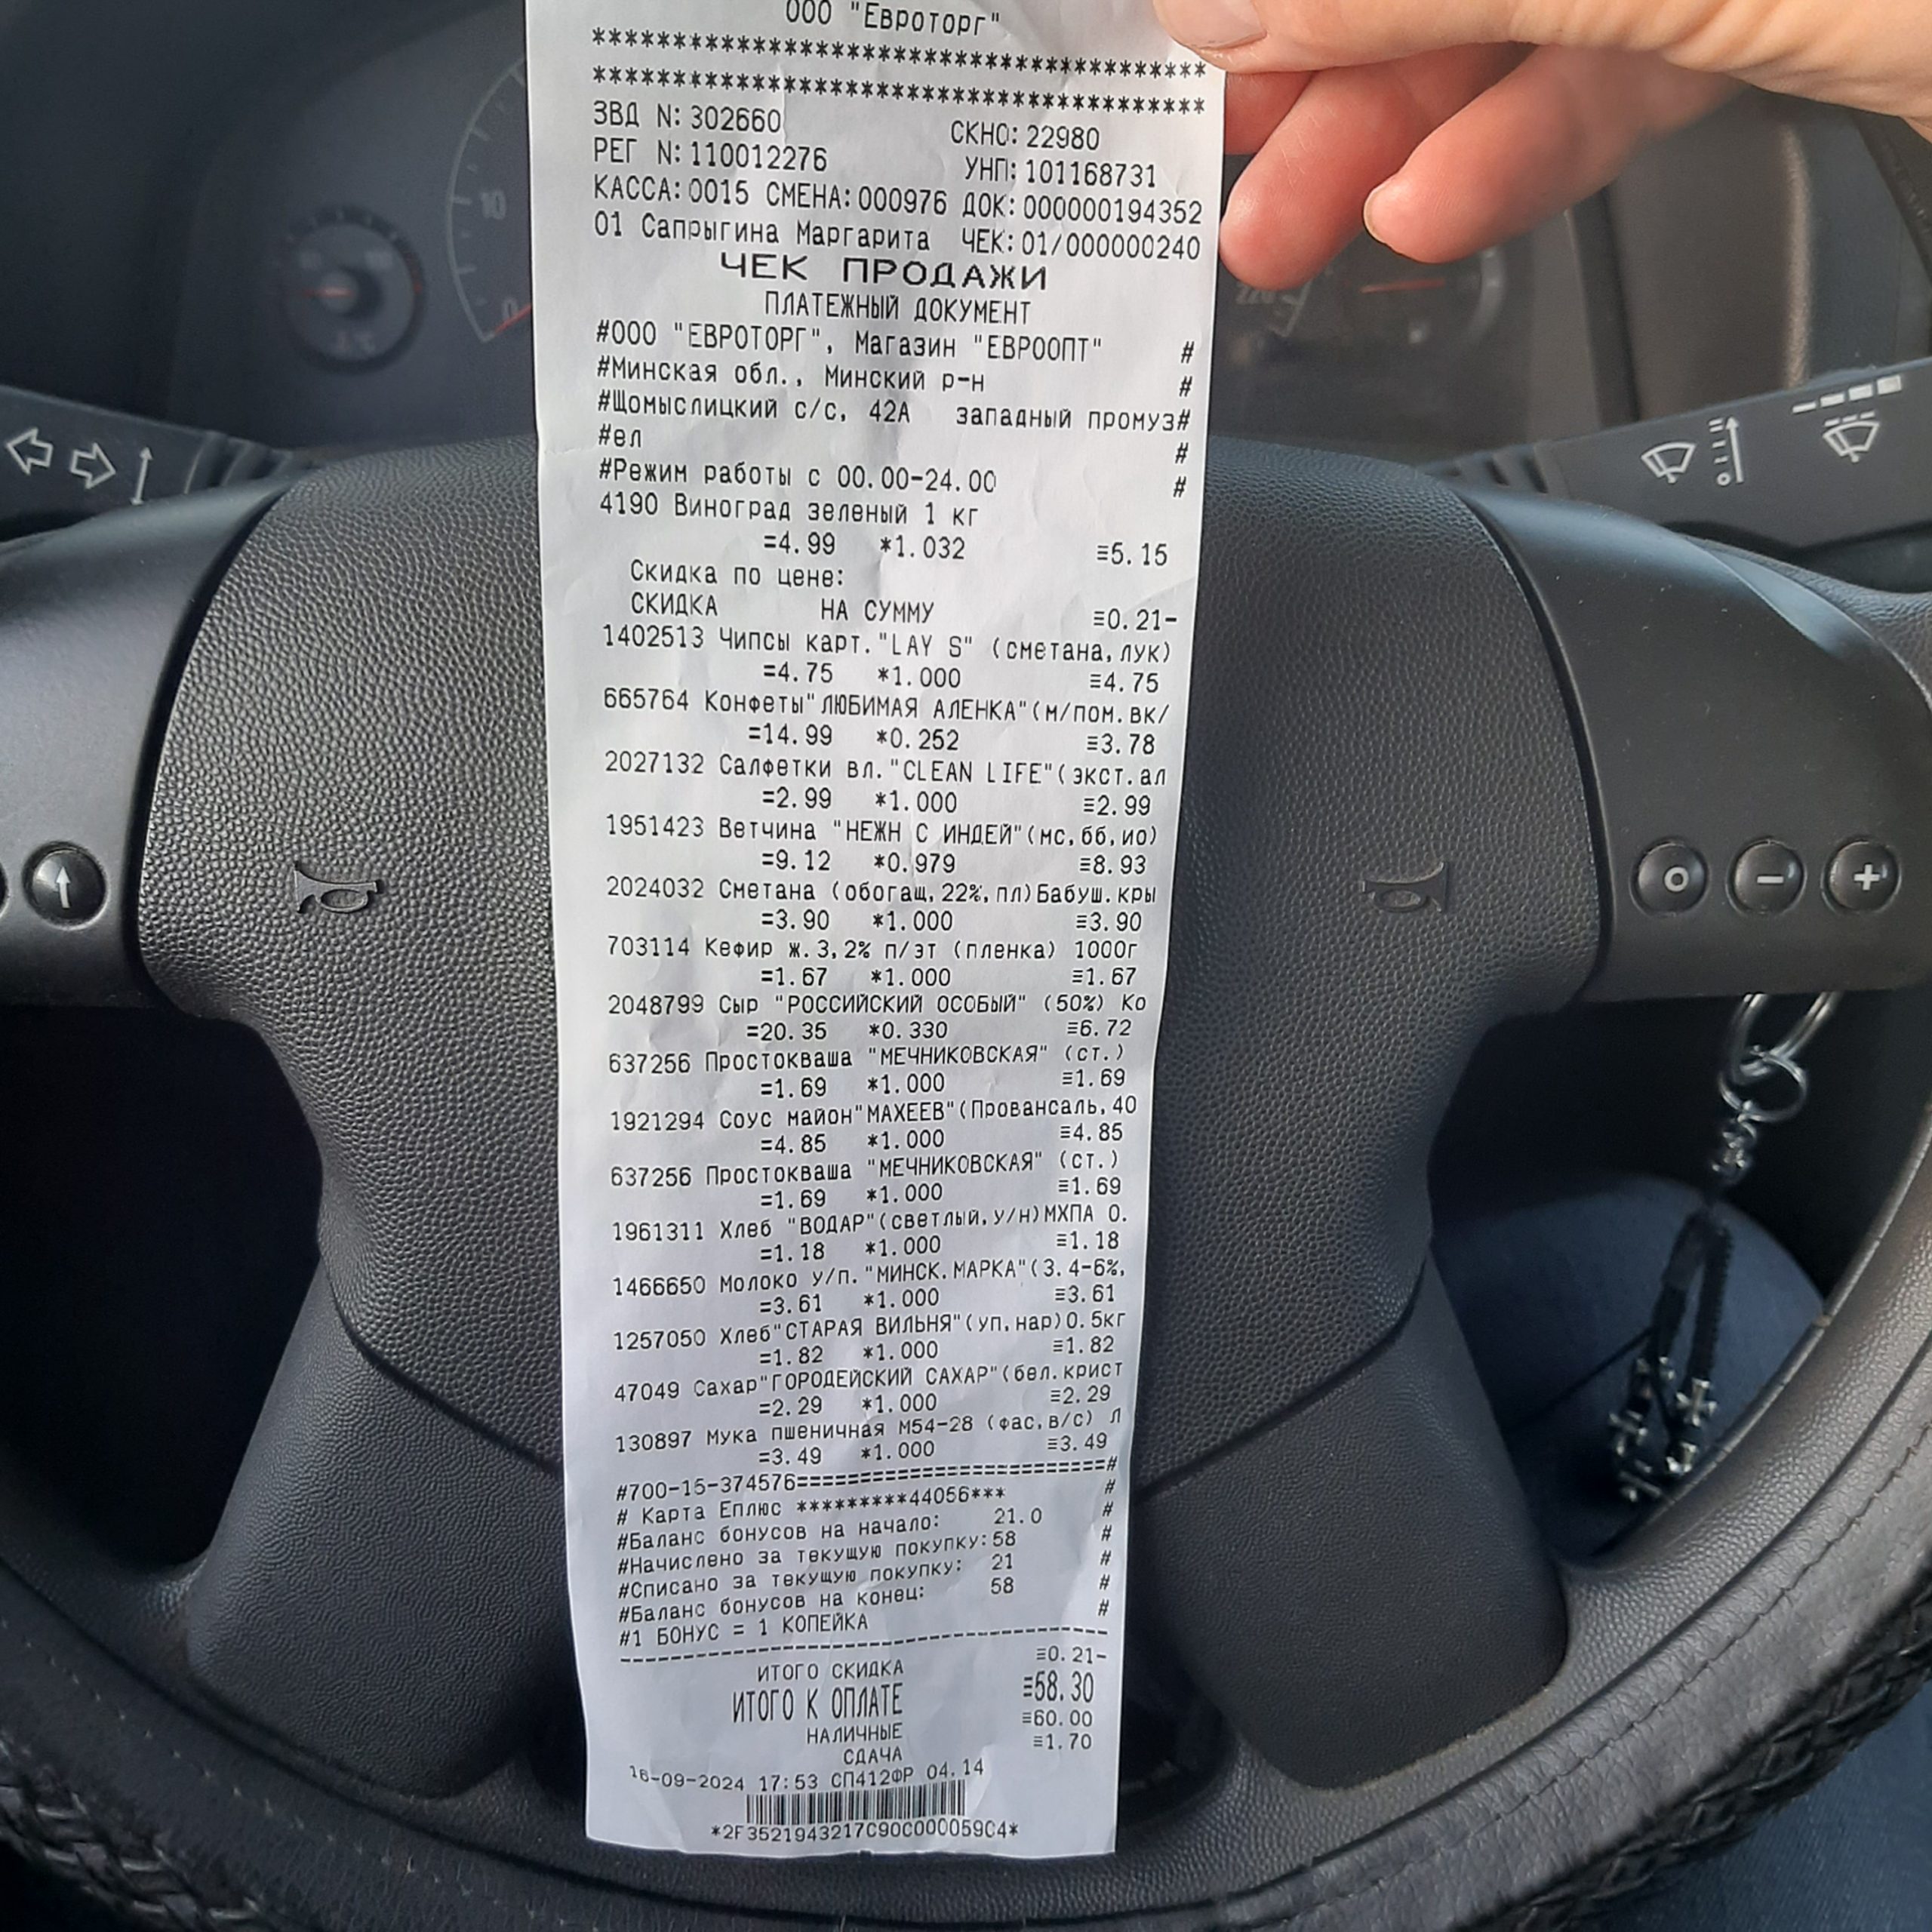 ООО "Евроторг"
**************************************
**************************************
ЗВД N: 302660 СКНО: 22980
РЕГ N: 110012276 УНП: 101168731
КАССА: 0015 СМЕНА: 000976 ДОК: 000000194352
01 Сапрыгина Маргарита ЧЕК: 01/000000240
ЧЕК ПРОДАЖИ
ПЛАТЕЖНЫЙ ДОКУМЕНТ
#ООО "ЕВРОТОРГ", Магазин "ЕВРООПТ" #
#Минская обл., Минский р-н #
#Щомыслицкий с/с, 42А западный промуз#
#ел #
#Режим работы с 00.00-24.00 #
4190 Виноград зеленый 1 кг
=4.99 *1.032 ≡5.15
Скидка по цене:
СКИДКА НА СУММУ ≡0.21-
1402513 Чипсы карт."LAY S" (сметана,лук)
=4.75 *1.000 ≡4.75
665764 Конфеты"ЛЮБИМАЯ АЛЕНКА"(м/пом.вк/
=14.99 *0.252 ≡3.78
2027132 Салфетки вл."CLEAN LIFE"(экст.ал
=2.99 *1.000 ≡2.99
1951423 Ветчина "НЕЖН С ИНДЕЙ"(мс,бб,ио)
=9.12 *0.979 ≡8.93
2024032 Сметана (обогащ,22%,пл)Бабуш.кры
=3.90 *1.000 ≡3.90
703114 Кефир ж.3,2% п/эт (пленка) 1000г
=1.67 *1.000 ≡1.67
2048799 Сыр "РОССИЙСКИЙ ОСОБЫЙ" (50%) Ко
=20.35 *0.330 ≡6.72
637256 Простокваша "МЕЧНИКОВСКАЯ" (ст.)
=1.69 *1.000 ≡1.69
1921294 Соус майон"МАХЕЕВ"(Провансаль,40
=4.85 *1.000 ≡4.85
637256 Простокваша "МЕЧНИКОВСКАЯ" (ст.)
=1.69 *1.000 ≡1.69
1961311 Хлеб "ВОДАР"(светлый,у/н)МХПА 0.
=1.18 *1.000 ≡1.18
1466650 Молоко у/п."МИНСК.МАРКА"(3.4-6%,
=3.61 *1.000 ≡3.61
1257050 Хлеб"СТАРАЯ ВИЛЬНЯ"(уп,нар)0.5кг
=1.82 *1.000 ≡1.82
47049 Сахар"ГОРОДЕЙСКИЙ САХАР"(бел.крист
=2.29 *1.000 ≡2.29
130897 Мука пшеничная М54-28 (фас,в/с) Л
=3.49 *1.000 ≡3.49
#700-15-374576========================#
# Карта Еплюс *********44056*** #
#Баланс бонусов на начало: 21.0 #
#Начислено за текущую покупку: 58 #
#Списано за текущую покупку: 21 #
#Баланс бонусов на конец: 58 #
#1 БОНУС = 1 КОПЕЙКА #
----------------------------------------
ИТОГО СКИДКА ≡0.21-
ИТОГО К ОПЛАТЕ ≡58.30
НАЛИЧНЫЕ ≡60.00
СДАЧА ≡1.70
16-09-2024 17:53 СП412ФР 04.14
*2F3521943217C90C000059C4*
10
0
220